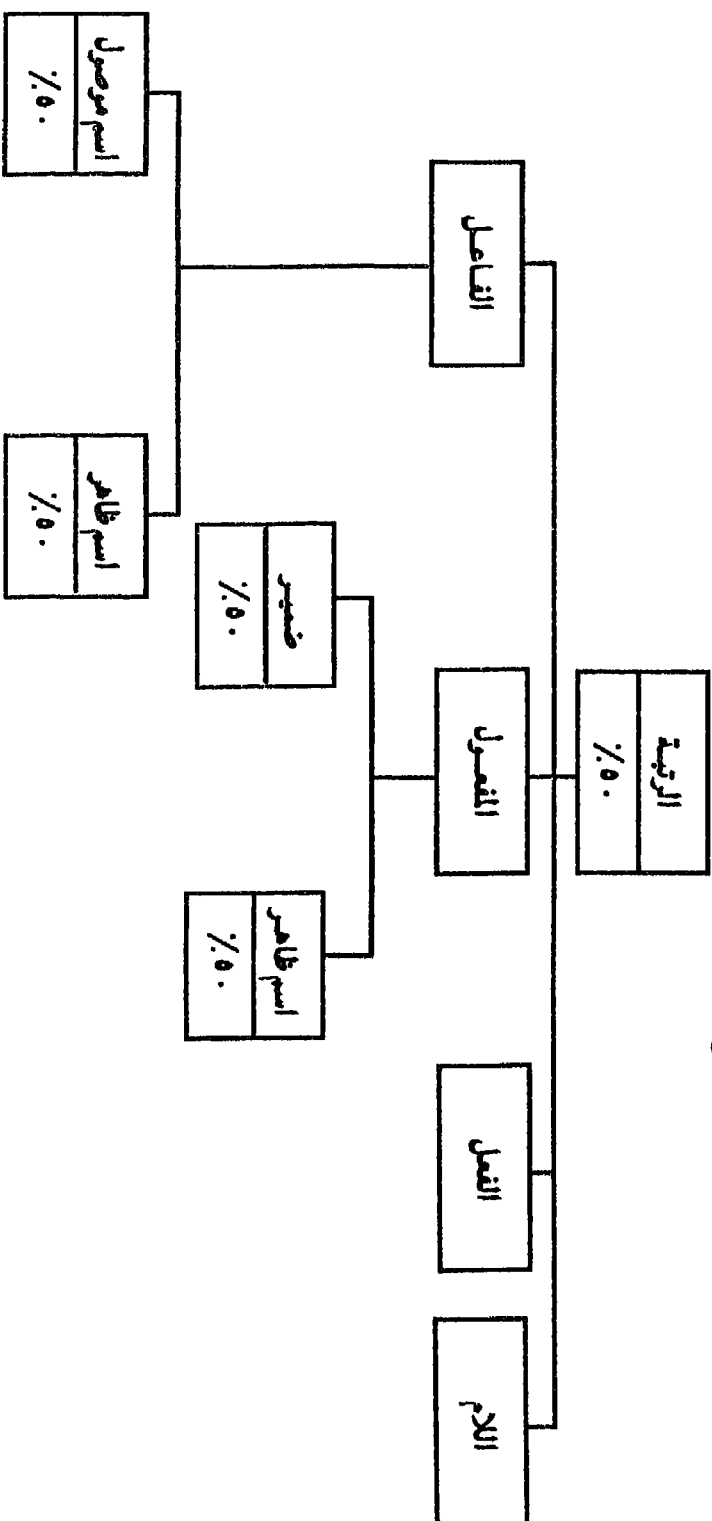 الرتبة
٥٠٪
اللام
الفعل
المفعول
الفاعل
اسم ظاهر
٥٠٪
ضمير
٥٠٪
اسم ظاهر
٥٠٪
اسم موصول
٥٠٪